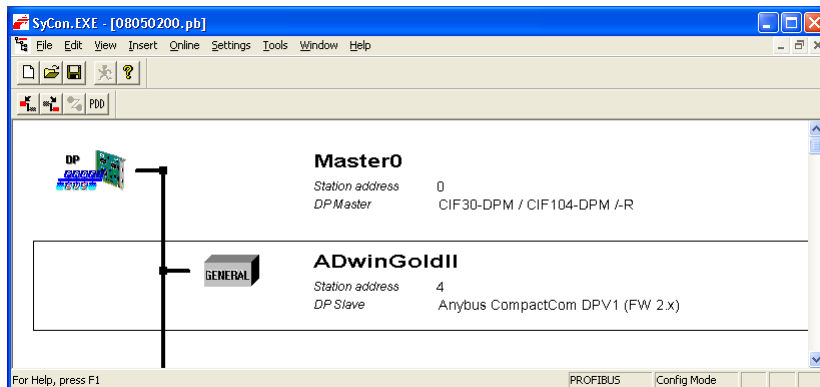 SyCon.EXE - [08050200.pb]
File Edit View Insert Online Settings Tools Window Help
PDD
DP
Master0
Station address 0
DP Master CIF30-DPM / CIF104-DPM /-R
GENERAL
ADwinGoldII
Station address 4
DP Slave Anybus CompactCom DPV1 (FW 2.x)
For Help, press F1 PROFIBUS Config Mode